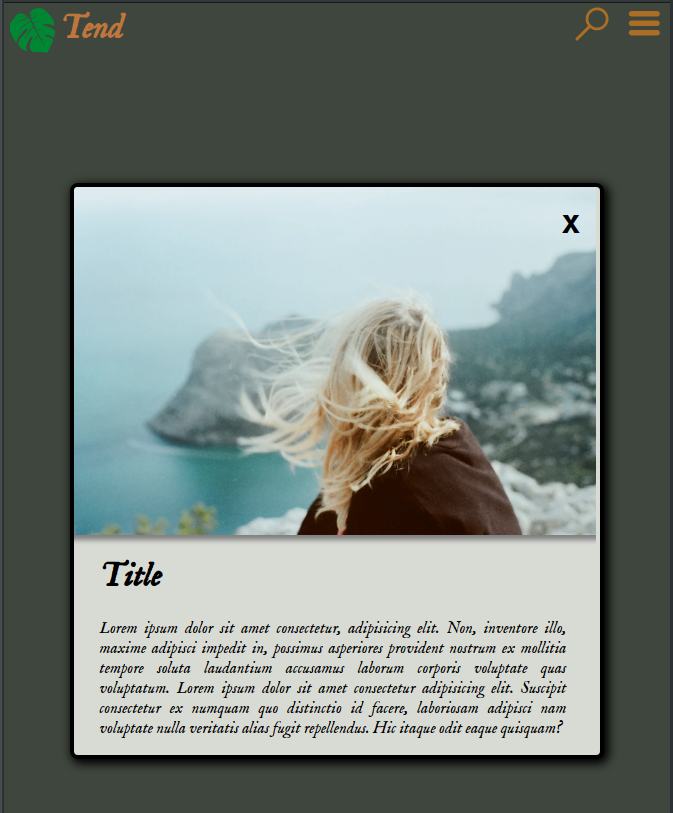 Tend
X
Title
Lorem ipsum dolor sit amet consectetur, adipisicing elit. Non, inventore illo,
maxime adipisci impedit in, possimus asperiores provident nostrum ex mollitia
tempore soluta laudantium accusamus laborum corporis voluptate quas
voluptatum. Lorem ipsum dolor sit amet consectetur adipisicing elit. Suscipit
consectetur ex numquam quo distinctio id facere, laboriosam adipisci nam
voluptate nulla veritatis alias fugit repellendus. Hic itaque odit eaque quisquam?